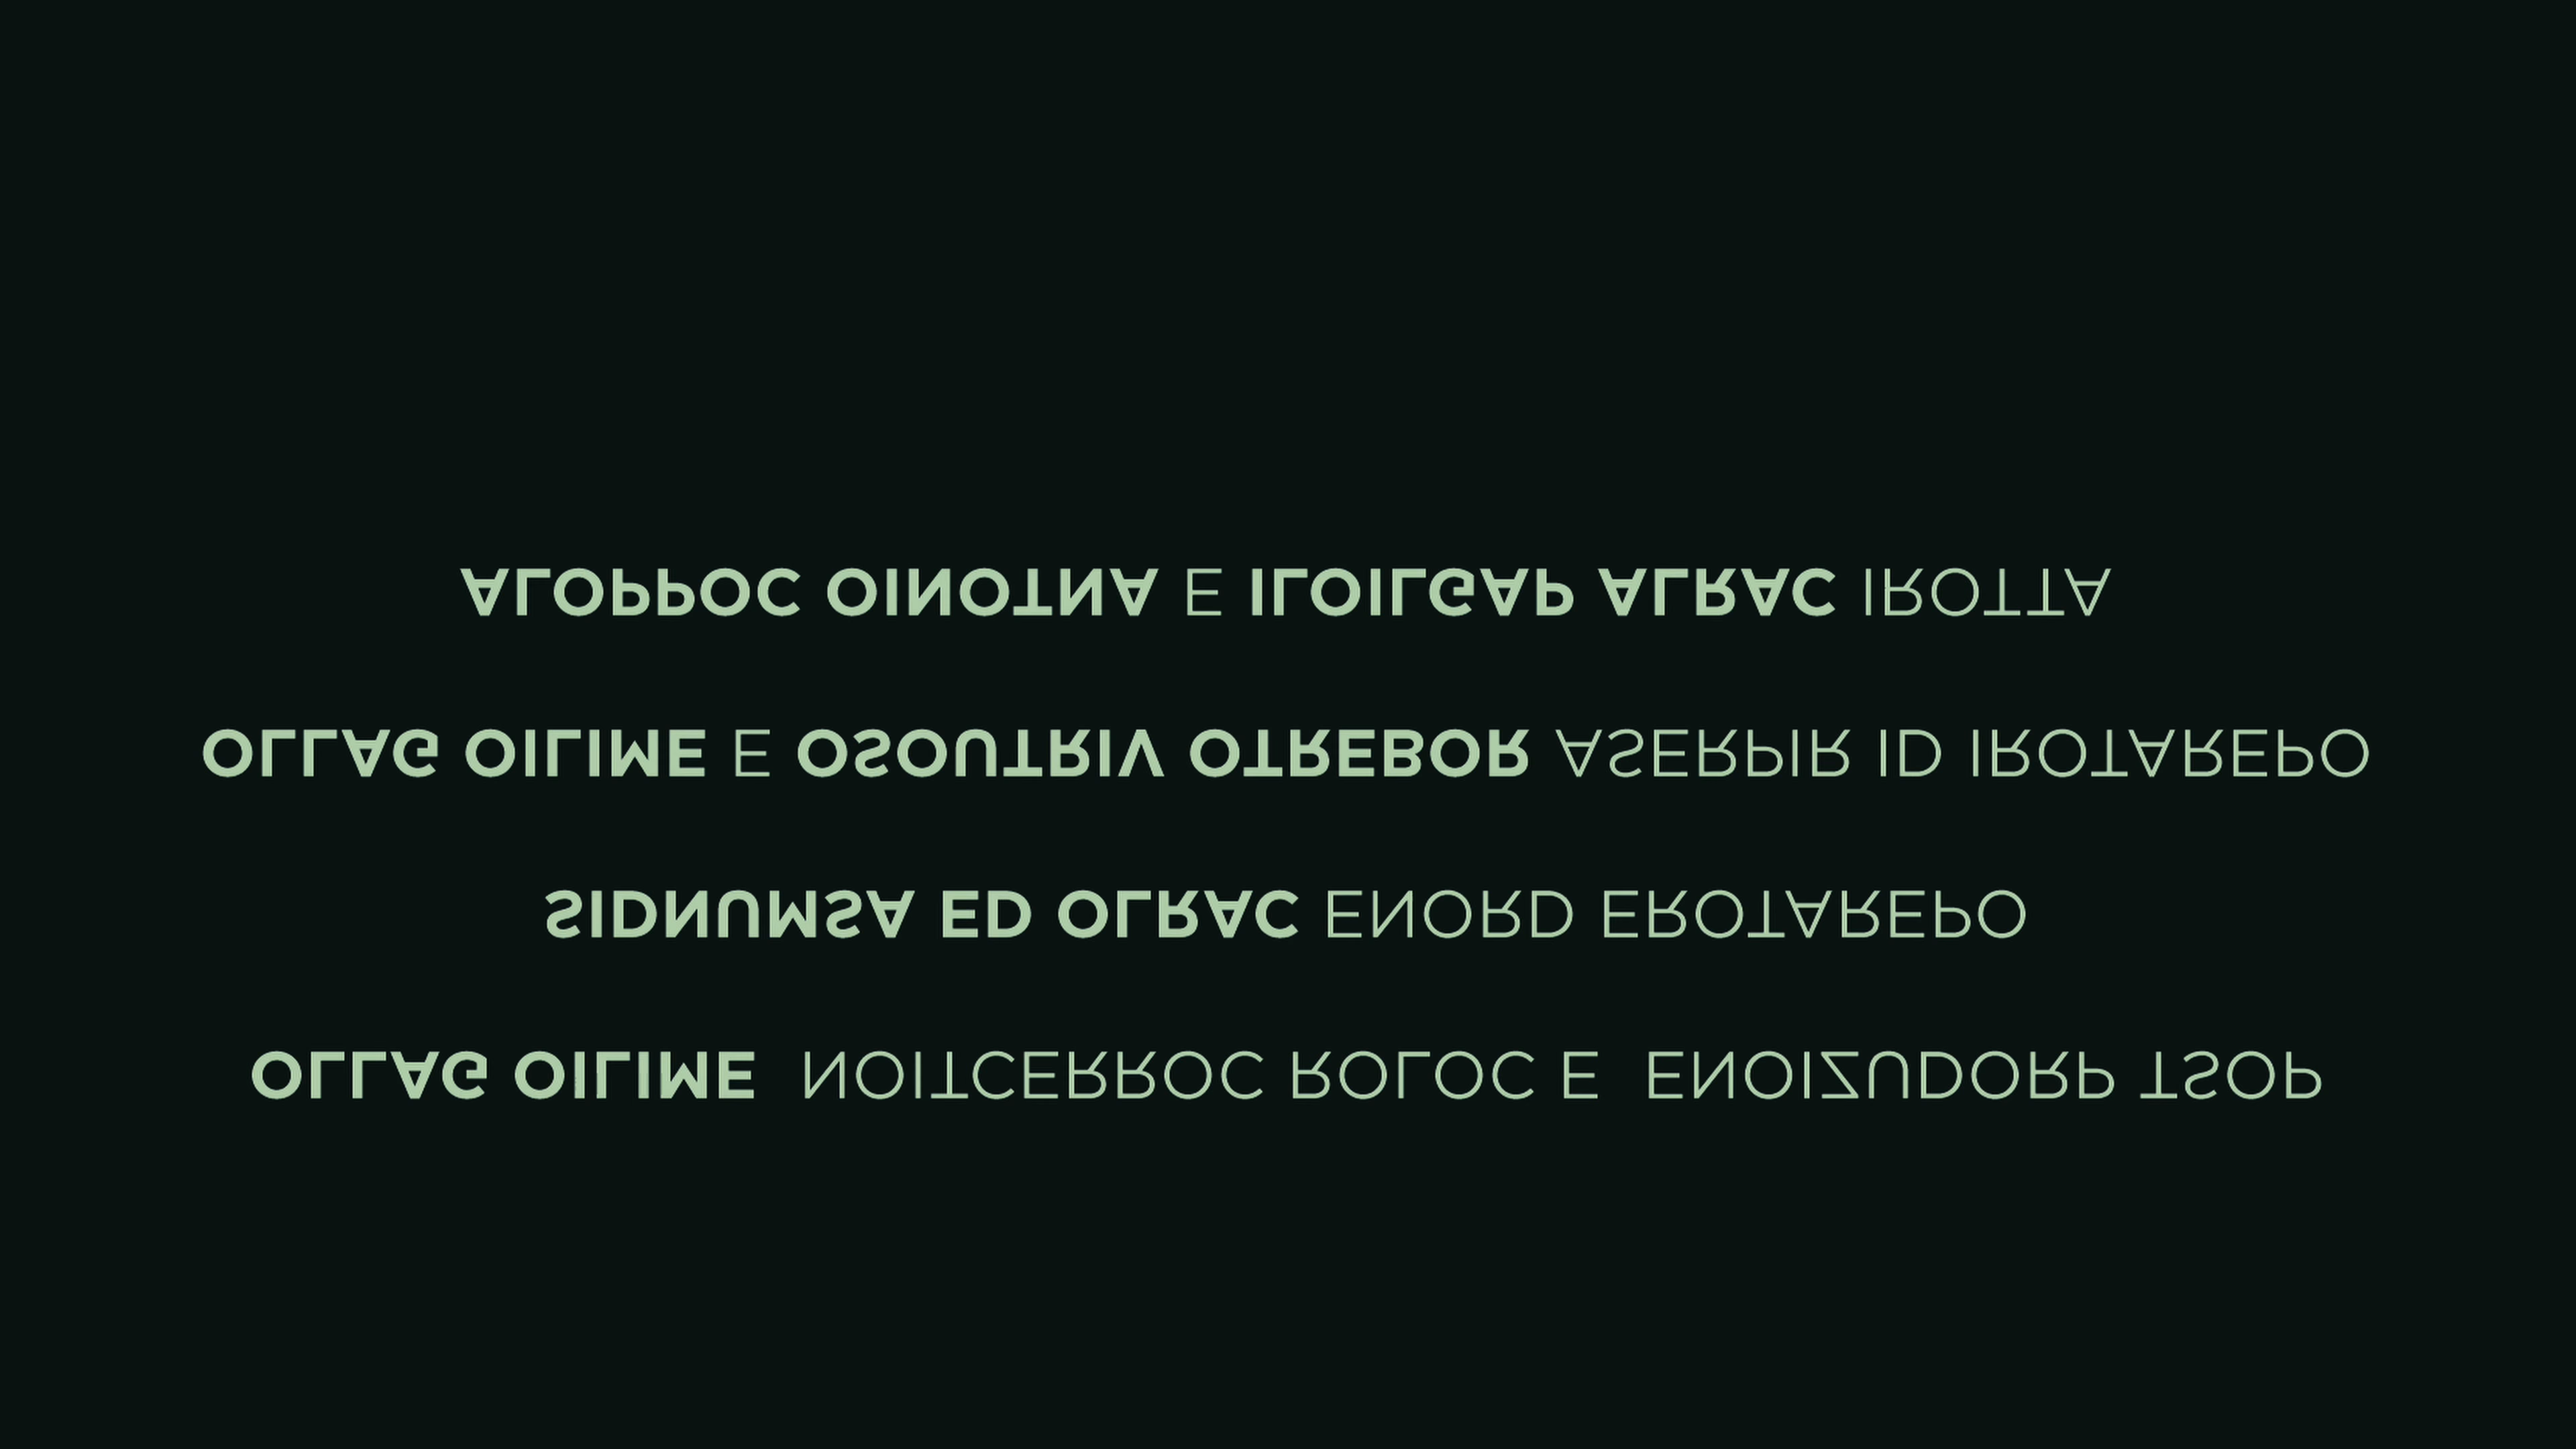 ATTORI CARLA PAGLIOLI E ANTONIO COPPOLA
OPERATORI DI RIPRESA ROBERTO VIRTUOSO E EMILIO GALLO
OPERATORE DRONE CARLO DE ASMUNDIS
POST PRODUZIONE E COLOR CORRECTION EMILIO GALLO